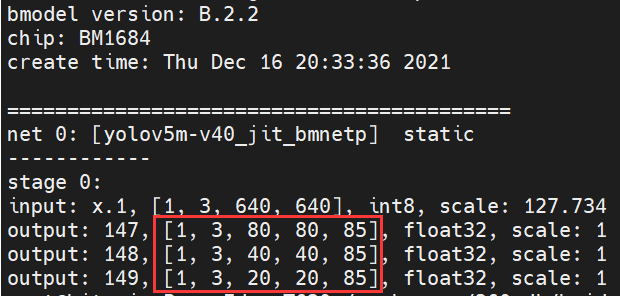 bmodel version: B.2.2
chip: BM1684
create time: Thu Dec 16 20:33:36 2021
==========================================
net 0: [yolov5m-v40_jit_bmnetp]  static
------------
stage 0:
input: x.1, [1, 3, 640, 640], int8, scale: 127.734
output: 147, [1, 3, 80, 80, 85], float32, scale: 1
output: 148, [1, 3, 40, 40, 85], float32, scale: 1
output: 149, [1, 3, 20, 20, 85], float32, scale: 1